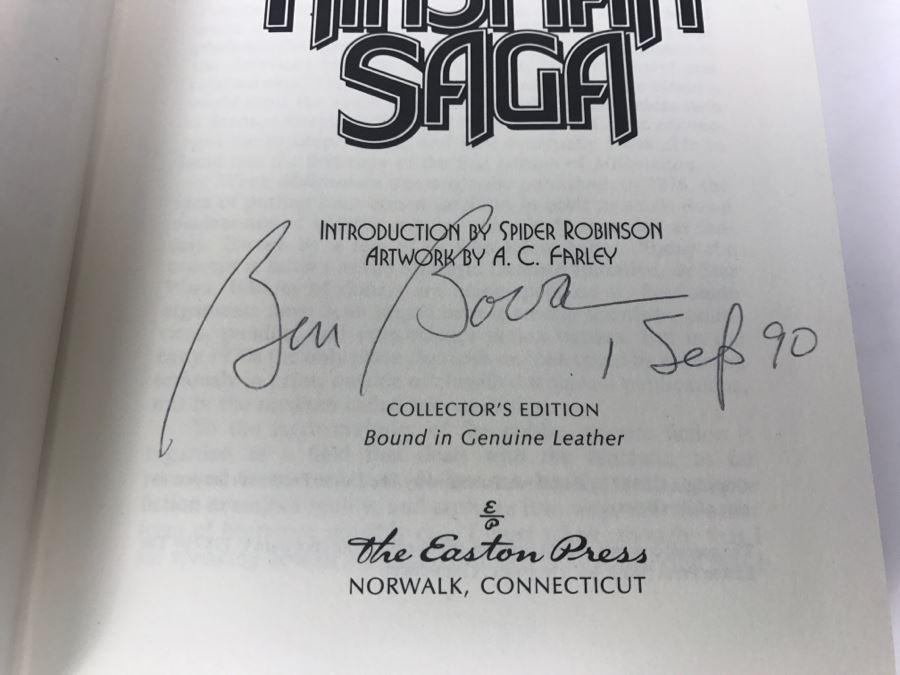 SAGA
INTRODUCTION BY SPIDER ROBINSON
ARTWORK BY A. C. FARLEY
Ben Bova
1 Sep 90
COLLECTOR'S EDITION
Bound in Genuine Leather
E/P
the Easton Press
NORWALK, CONNECTICUT